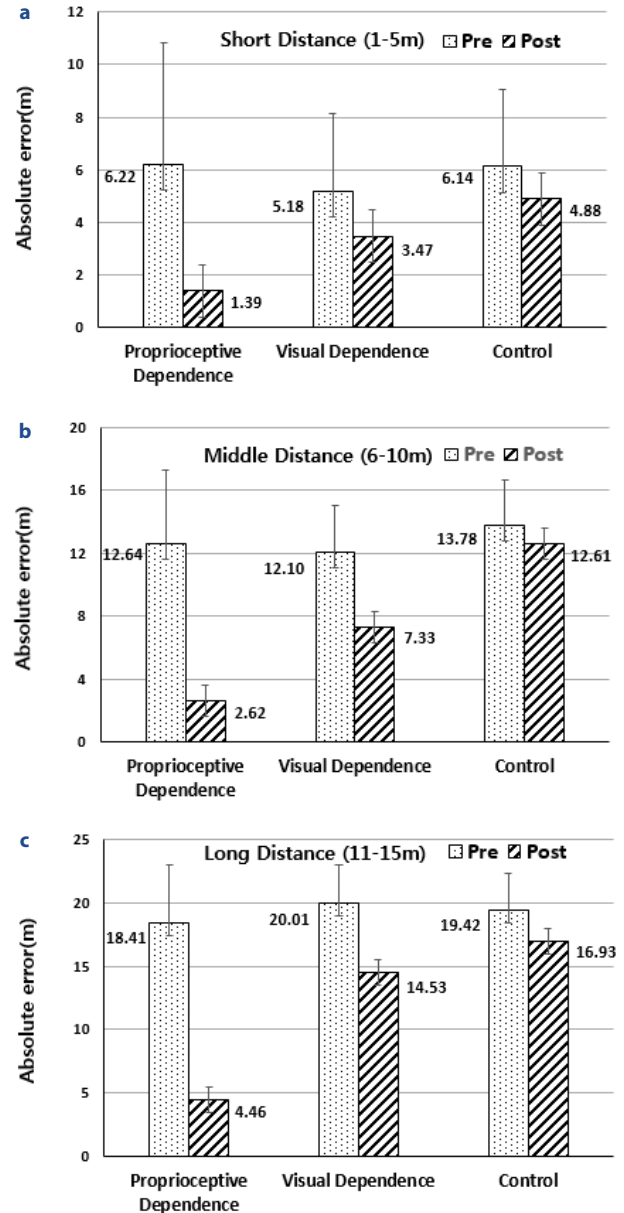 a
12
Short Distance (1-5m) Pre Post
10
8
6
4
2
0
Absolute error(m)
6.22
1.39
5.18
3.47
6.14
4.88
Proprioceptive
Dependence
Visual Dependence
Control
b
20
Middle Distance (6-10m) Pre Post
16
12
8
4
0
Absolute error(m)
12.64
2.62
12.10
7.33
13.78
12.61
Proprioceptive
Dependence
Visual Dependence
Control
c
25
Long Distance (11-15m) Pre Post
20
15
10
5
0
Absolute error(m)
18.41
4.46
20.01
14.53
19.42
16.93
Proprioceptive
Dependence
Visual Dependence
Control